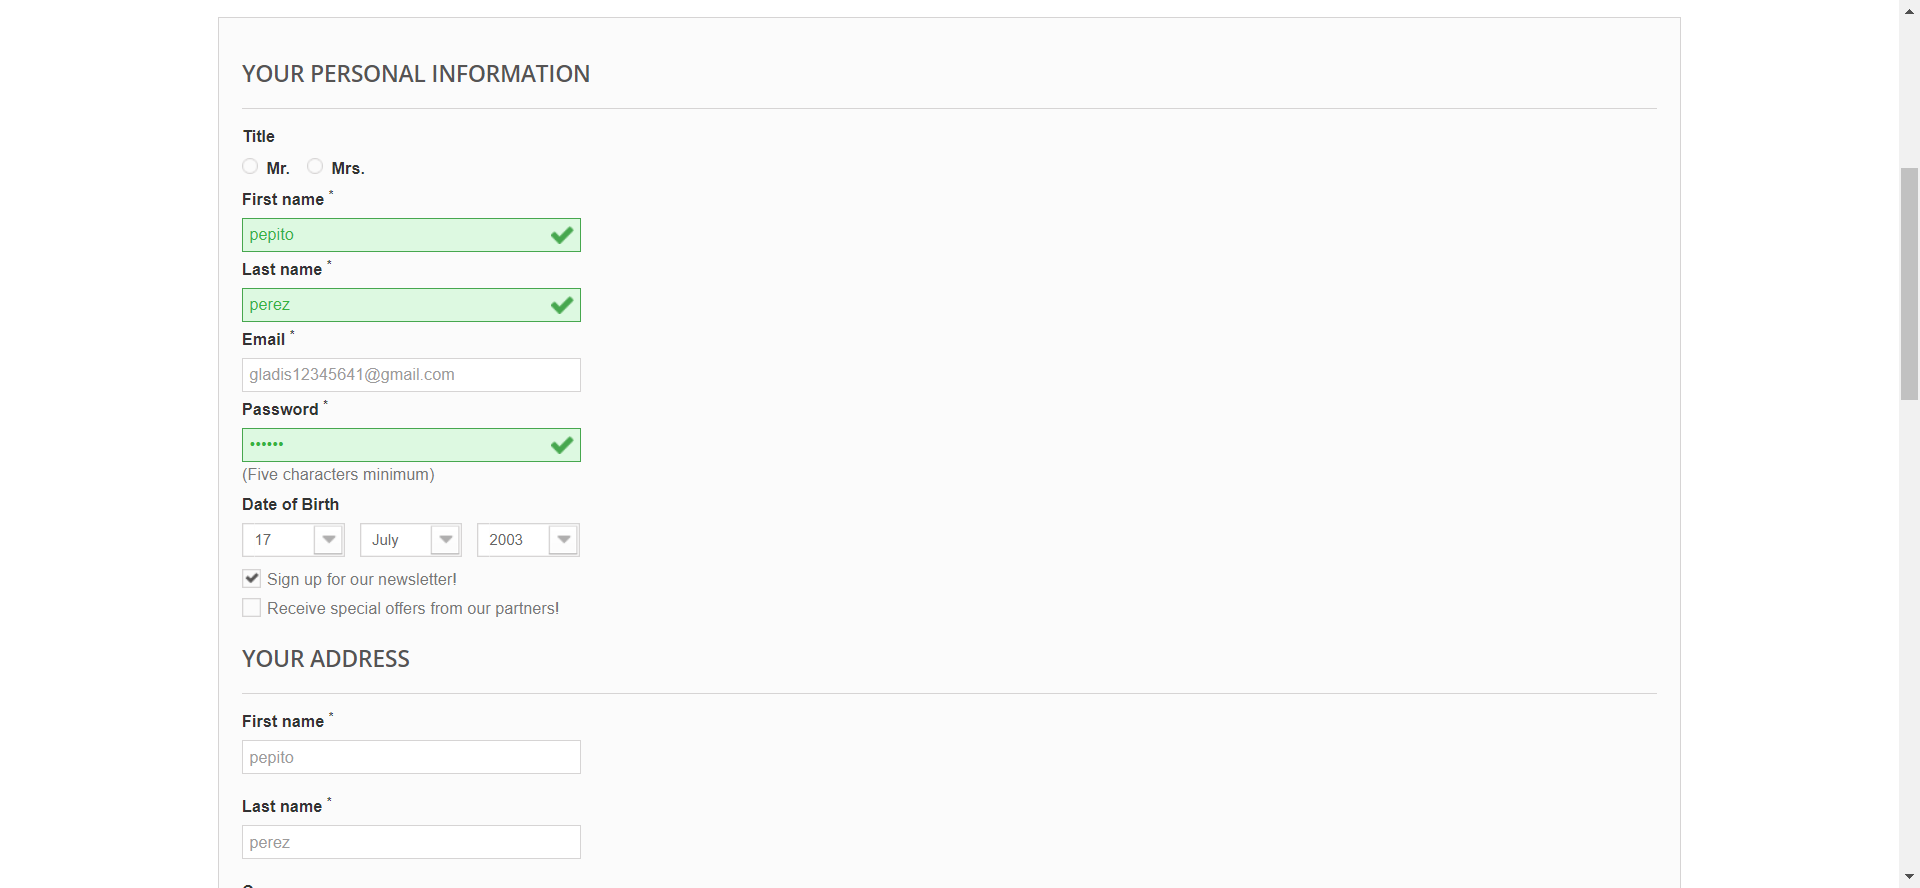 YOUR PERSONAL INFORMATION
Title
Mr. Mrs.
First name *
pepito
Last name *
perez
Email *
gladis12345641@gmail.com
Password *
••••••
(Five characters minimum)
Date of Birth
17 July 2003
Sign up for our newsletter!
Receive special offers from our partners!
YOUR ADDRESS
First name *
pepito
Last name *
perez